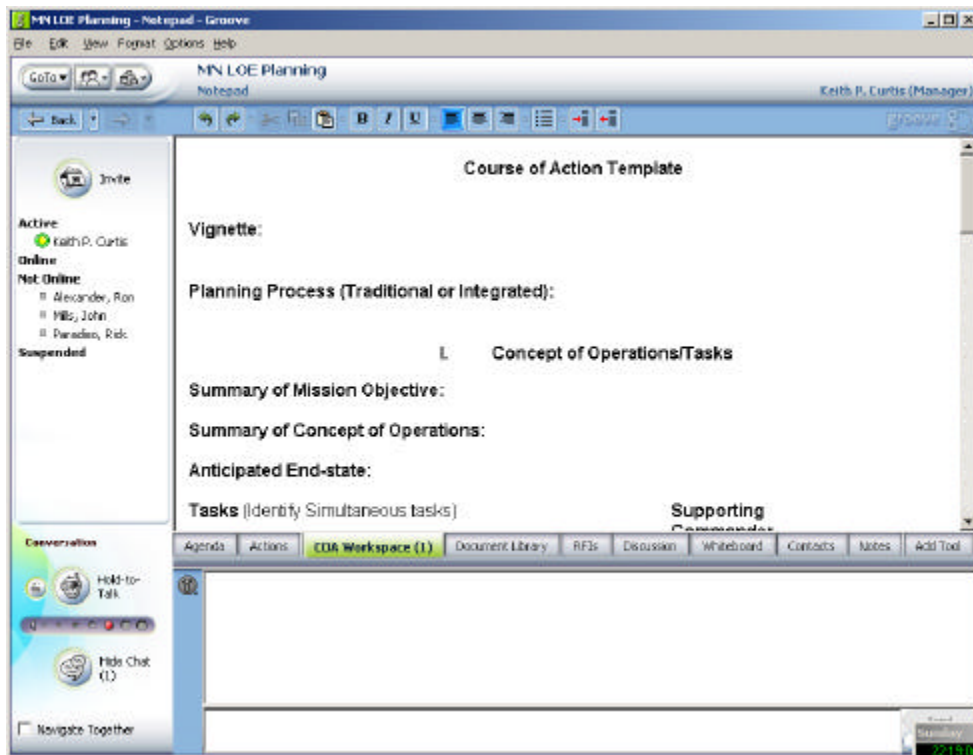 MN LOE Planning - Notepad - Groove
File Edit View Format Options Help
GoTo
MN LOE Planning
Notepad
Keith P. Curtis (Manager)
Back
B I U
groove
Invite
Active
Keith P. Curtis
Online
Not Online
Alexander, Ron
Mills, John
Paradiso, Rick
Suspended
Course of Action Template
Vignette:
Planning Process (Traditional or Integrated):
I. Concept of Operations/Tasks
Summary of Mission Objective:
Summary of Concept of Operations:
Anticipated End-state:
Tasks (Identify Simultaneous tasks) Supporting
Commander
Agenda Actions COA Workspace (1) Document Library RFIs Discussion Whiteboard Contacts Notes Add Tool
Conversation
Hold-to-
Talk
Hide Chat
(1)
Navigate Together
Send
Sunday